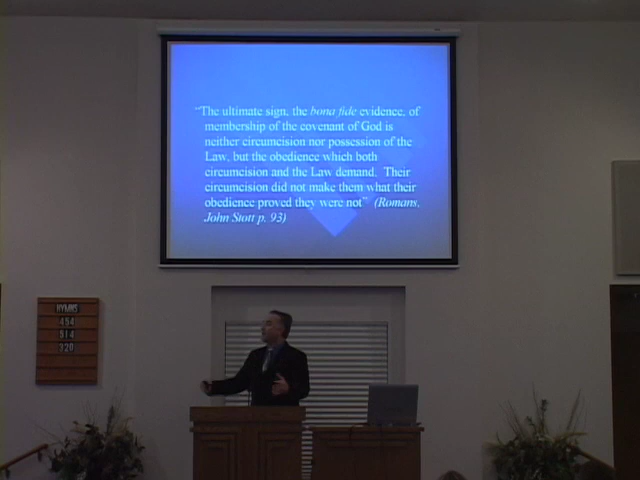 "The ultimate sign, the bona fide evidence, of
membership of the covenant of God is
neither circumcision nor possession of the
Law, but the obedience which both
circumcision and the Law demand. Their
circumcision did not make them what their
obedience proved they were not" (Romans,
John Stott p. 93)
HYMNS
454
514
320